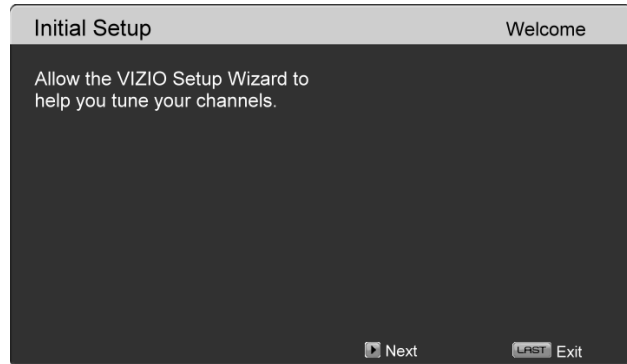 Initial Setup Welcome
Allow the VIZIO Setup Wizard to
help you tune your channels.
Next LAST Exit